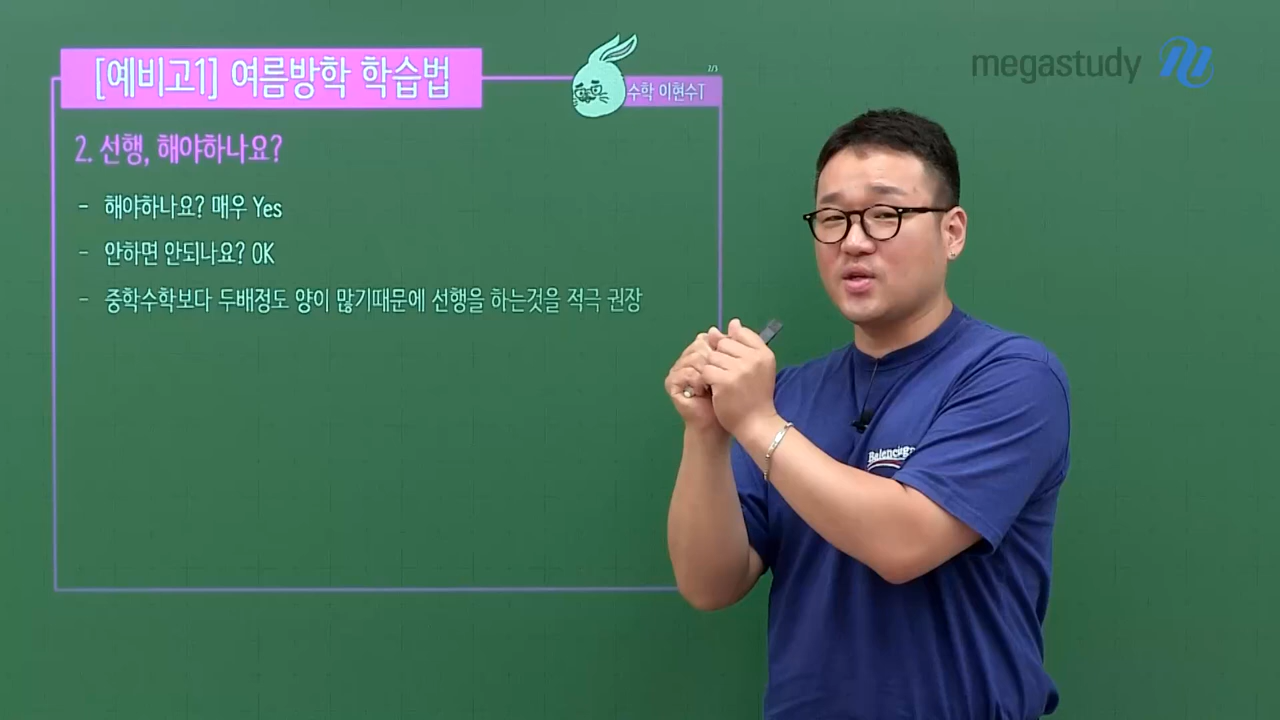 [예비고1] 여름방학 학습법
2/3
수학 이현수T
megastudy
2. 선행, 해야하나요?
- 해야하나요? 매우 Yes
- 안하면 안되나요? OK
- 중학수학보다 두배정도 양이 많기때문에 선행을 하는것을 적극 권장